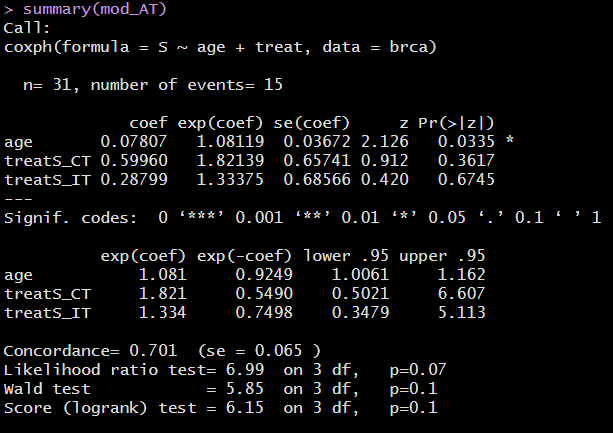 > summary(mod_AT)
Call:
coxph(formula = S ~ age + treat, data = brca)
n= 31, number of events= 15
coef exp(coef) se(coef) z Pr(>|z|)
age 0.07807 1.08119 0.03672 2.126 0.0335 *
treatS_CT 0.59960 1.82139 0.65741 0.912 0.3617
treatS_IT 0.28799 1.33375 0.68566 0.420 0.6745
---
Signif. codes: 0 ‘***’ 0.001 ‘**’ 0.01 ‘*’ 0.05 ‘.’ 0.1 ‘ ’ 1
exp(coef) exp(-coef) lower .95 upper .95
age 1.081 0.9249 1.0061 1.162
treatS_CT 1.821 0.5490 0.5021 6.607
treatS_IT 1.334 0.7498 0.3479 5.113
Concordance= 0.701 (se = 0.065 )
Likelihood ratio test= 6.99 on 3 df, p=0.07
Wald test = 5.85 on 3 df, p=0.1
Score (logrank) test = 6.15 on 3 df, p=0.1